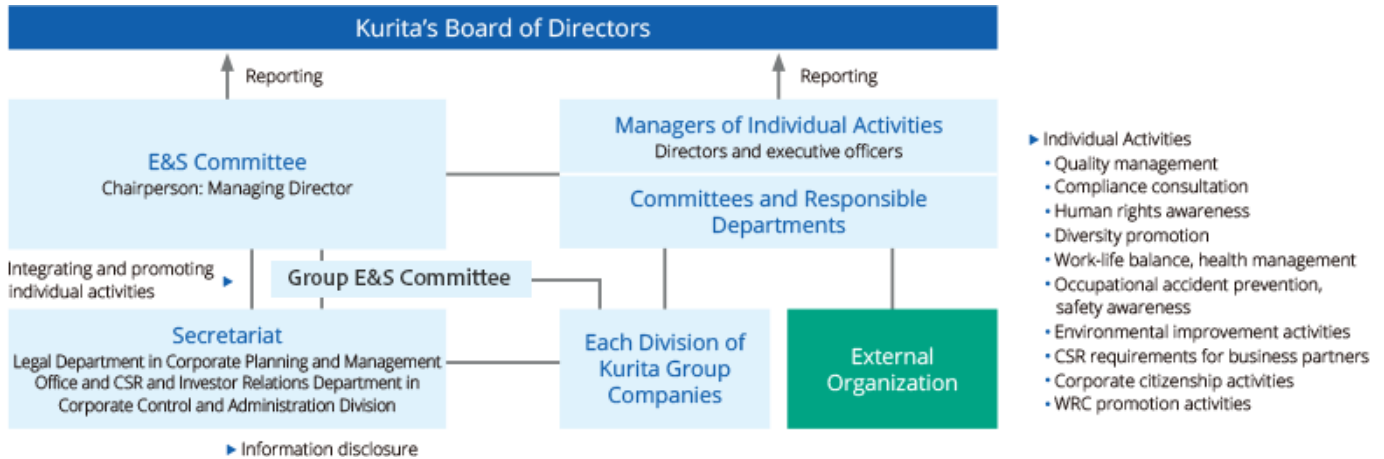 Kurita's Board of Directors
Reporting
Reporting
E&S Committee
Chairperson: Managing Director
Managers of Individual Activities
Directors and executive officers
Committees and Responsible
Departments
Integrating and promoting
individual activities
Group E&S Committee
Secretariat
Legal Department in Corporate Planning and Management
Office and CSR and Investor Relations Department in
Corporate Control and Administration Division
Each Division of
Kurita Group
Companies
External
Organization
Information disclosure
Individual Activities
• Quality management
• Compliance consultation
• Human rights awareness
• Diversity promotion
• Work-life balance, health management
• Occupational accident prevention,
safety awareness
• Environmental improvement activities
• CSR requirements for business partners
• Corporate citizenship activities
• WRC promotion activities